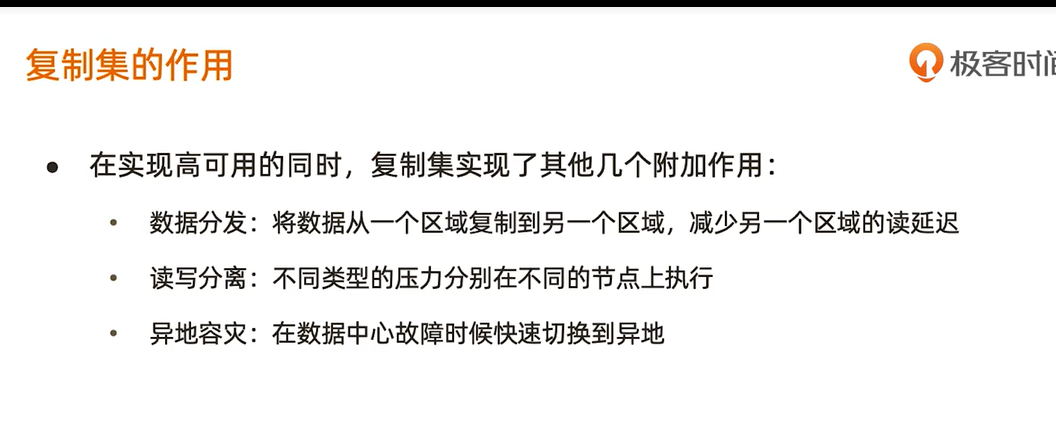 复制集的作用
极客时间
在实现高可用的同时，复制集实现了其他几个附加作用：
数据分发：将数据从一个区域复制到另一个区域，减少另一个区域的读延迟
读写分离：不同类型的压力分别在不同的节点上执行
异地容灾：在数据中心故障时候快速切换到异地